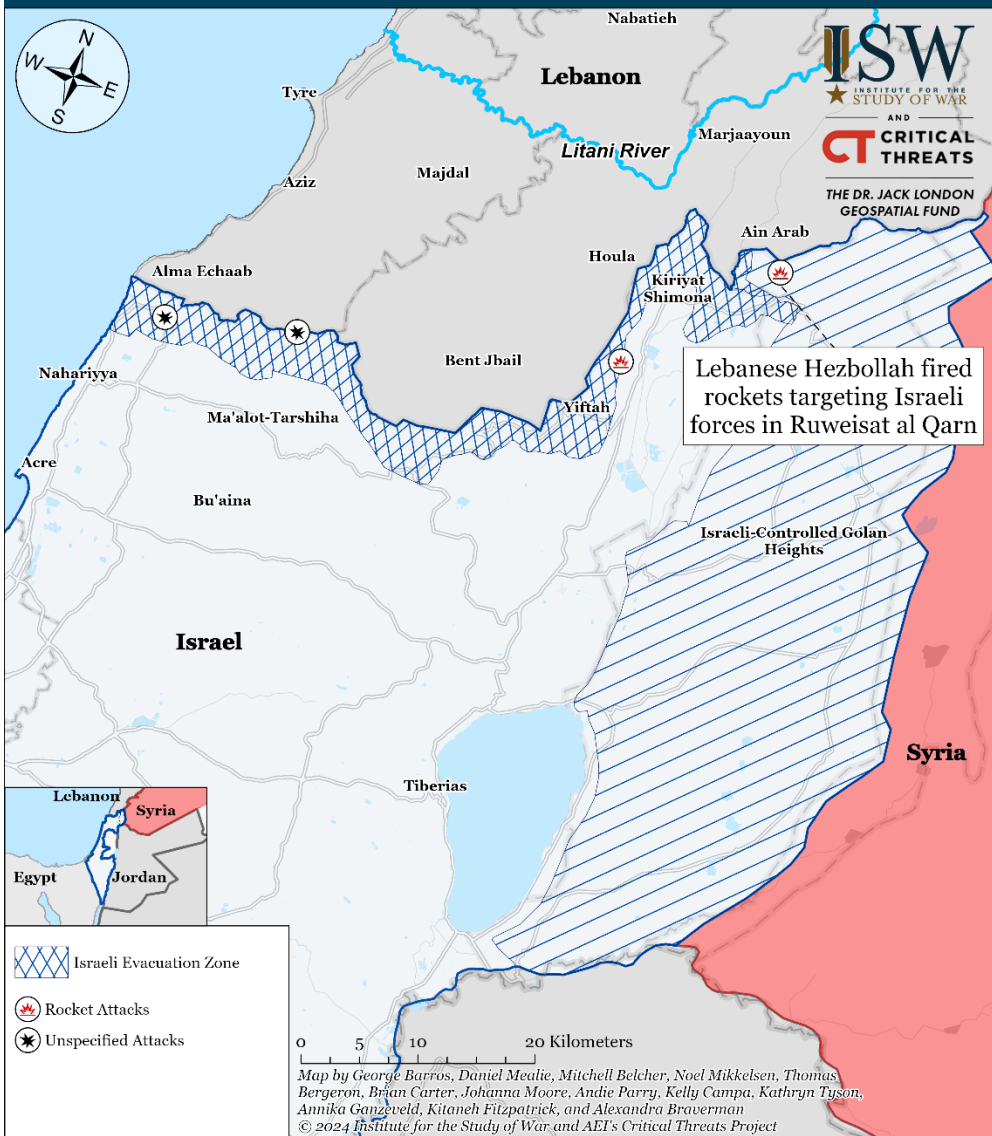 N
W
E
S
Nabatieh
Lebanon
ISW
INSTITUTE FOR THE
STUDY OF WAR
AND
CT CRITICAL
THREATS
THE DR. JACK LONDON
GEOSPATIAL FUND
Tyre
Marjaayoun
Litani River
Majdal
Aziz
Ain Arab
Houla
Alma Echaab
Kiriyat
Shimona
Bent Jbail
Nahariyya
Lebanese Hezbollah fired
rockets targeting Israeli
forces in Ruweisat al Qarn
Yiftah
Ma'alot-Tarshiha
Acre
Bu'aina
Israeli-Controlled Golan
Heights
Israel
Syria
Tiberias
Lebanon
Syria
Egypt
Jordan
Israeli Evacuation Zone
Rocket Attacks
Unspecified Attacks
0 5 10 20 Kilometers
Map by George Barros, Daniel Mealie, Mitchell Belcher, Noel Mikkelsen, Thomas
Bergeron, Brian Carter, Johanna Moore, Andie Parry, Kelly Campa, Kathryn Tyson,
Annika Ganzeveld, Kitaneh Fitzpatrick, and Alexandra Braverman
© 2024 Institute for the Study of War and AEI's Critical Threats Project